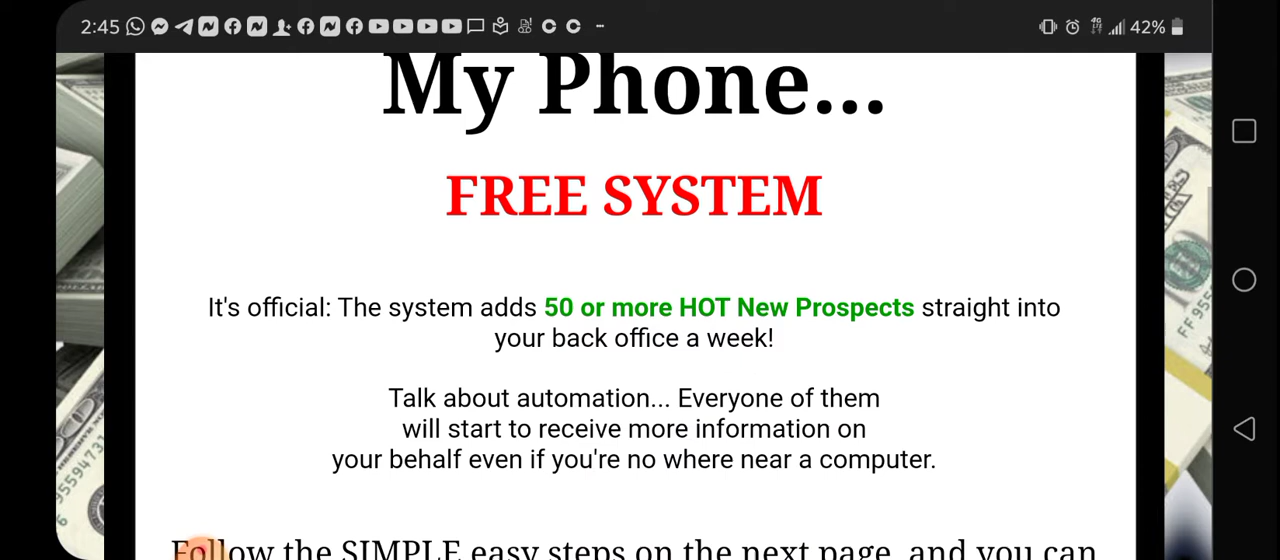 2:45
4G
42%
My Phone...
FREE SYSTEM
It's official: The system adds 50 or more HOT New Prospects straight into
your back office a week!
Talk about automation... Everyone of them
will start to receive more information on
your behalf even if you're no where near a computer.
Follow the SIMPLE easy steps on the next page, and you can